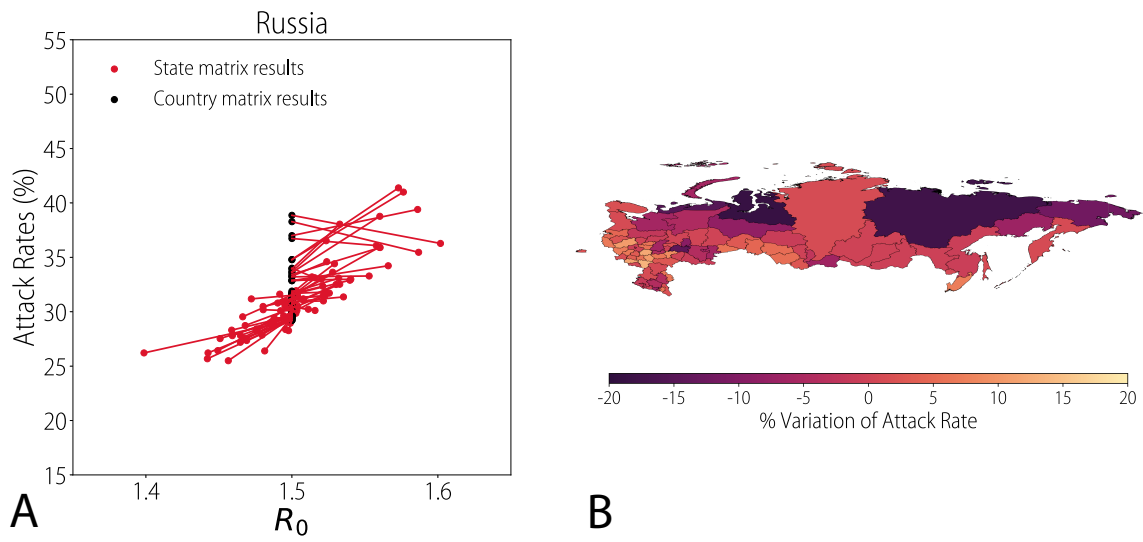 Russia
55
50
45
40
35
30
25
20
15
Attack Rates (%)
State matrix results
Country matrix results
1.4 1.5 1.6
R0
A
-20 -15 -10 -5 0 5 10 15 20
% Variation of Attack Rate
B